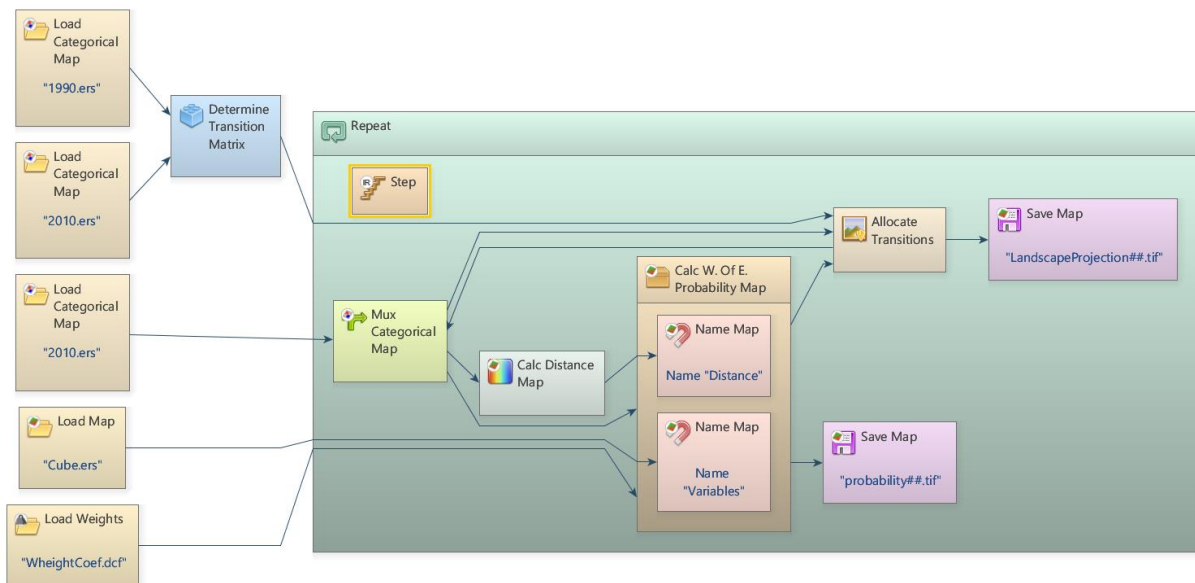 Load
Categorical
Map
"1990.ers"
Load
Categorical
Map
"2010.ers"
Determine
Transition
Matrix
Load
Categorical
Map
"2010.ers"
Load Map
"Cube.ers"
Load Weights
"WheightCoef.dcf"
Repeat
IR
Step
Mux
Categorical
Map
Calc Distance
Map
Calc W. Of E.
Probability Map
Name Map
Name "Distance"
Name Map
Name
"Variables"
Allocate
Transitions
Save Map
"LandscapeProjection##.tif"
Save Map
"probability##.tif"